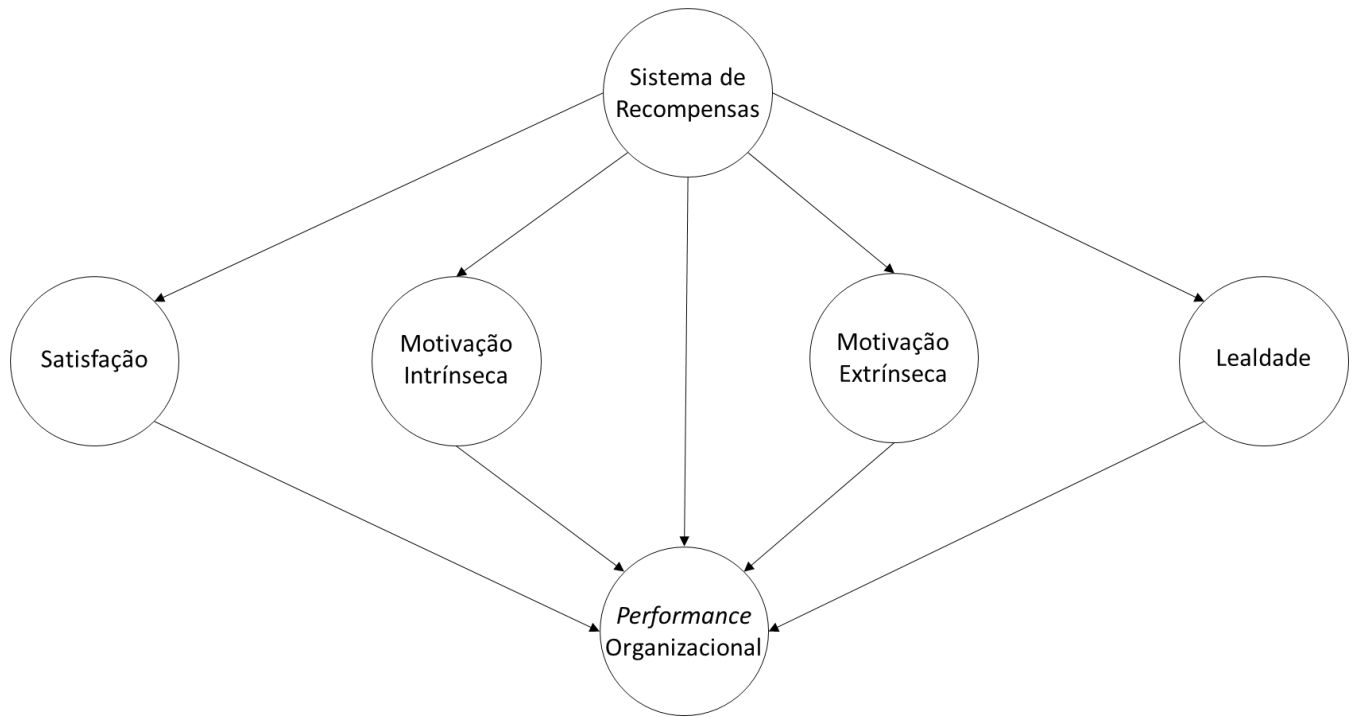 Sistema de
Recompensas
Satisfação
Motivação
Intrínseca
Motivação
Extrínseca
Lealdade
Performance
Organizacional